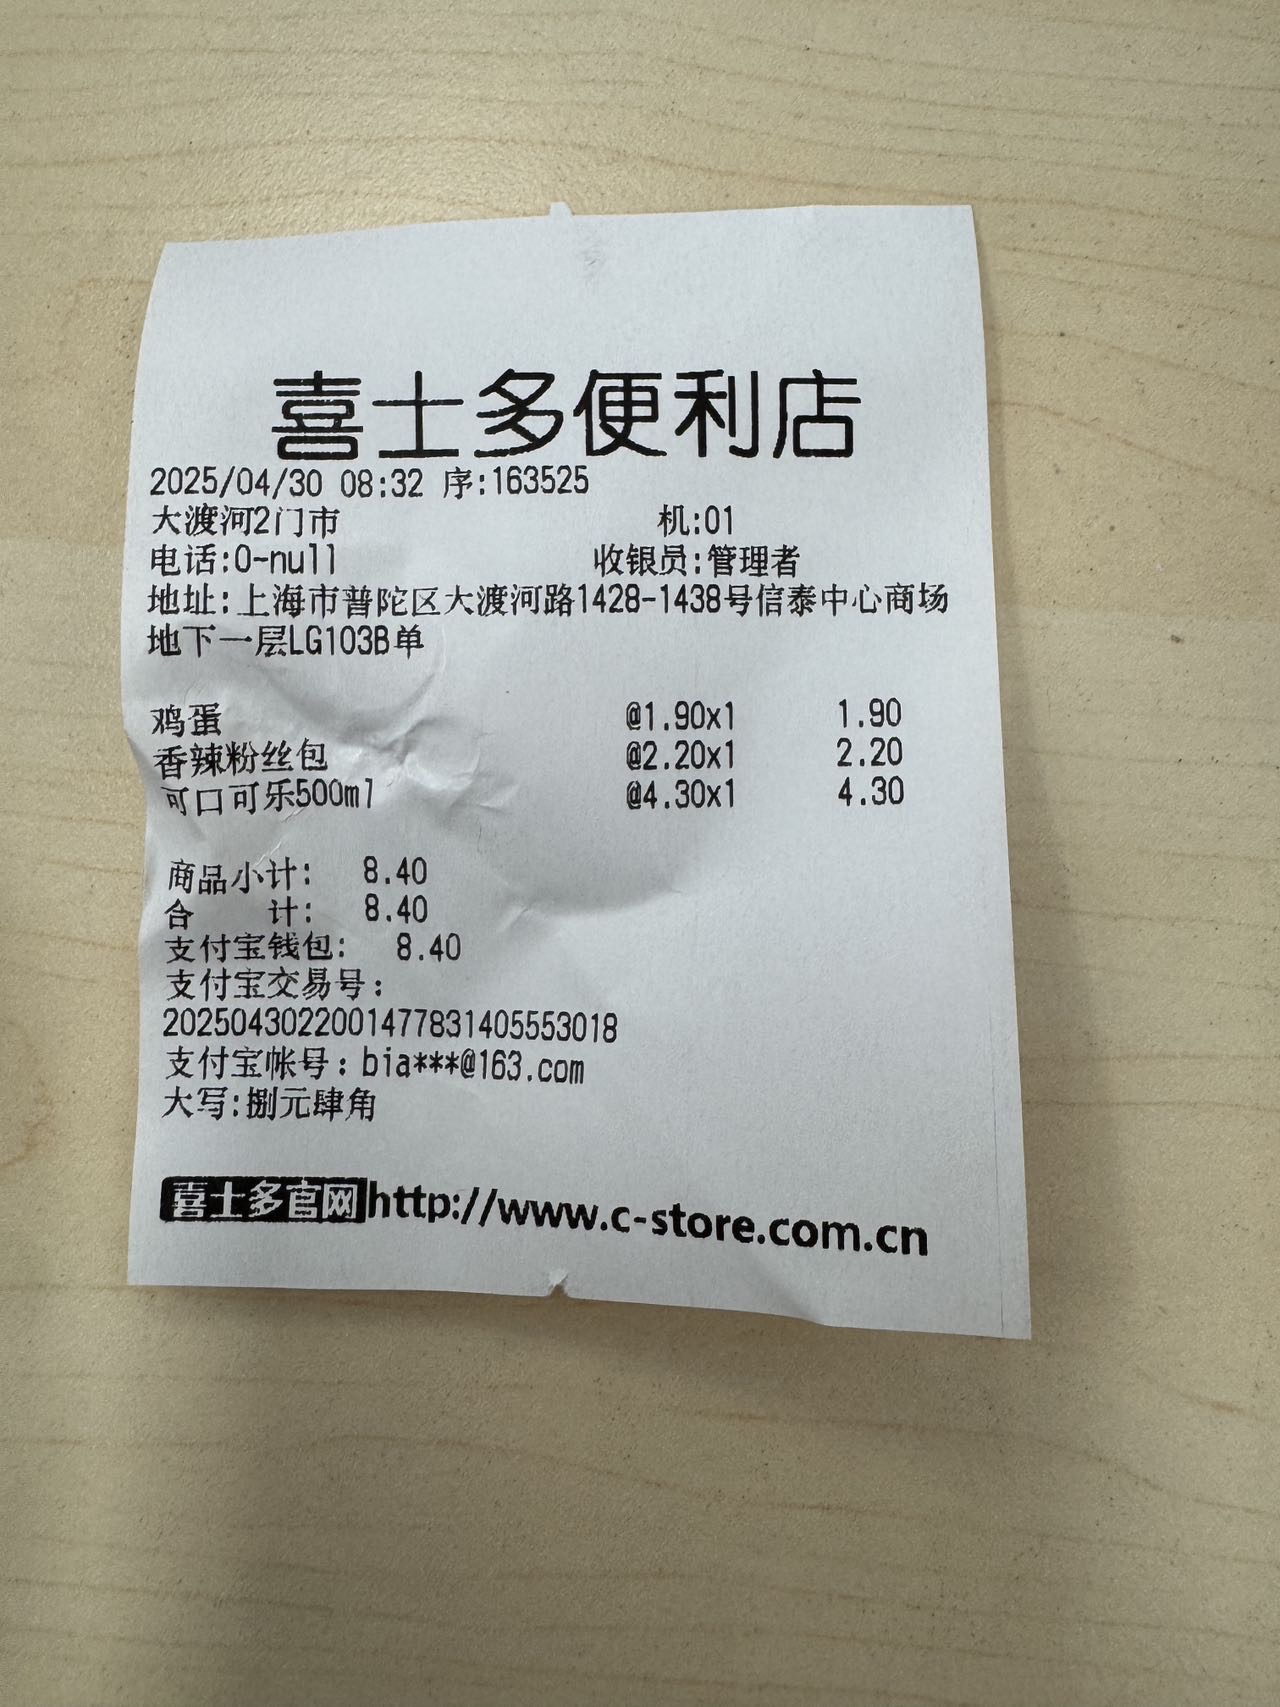 喜士多便利店
2025/04/30 08:32 序:163525
大渡河2门市 机:01
电话:0-null 收银员:管理者
地址:上海市普陀区大渡河路1428-1438号信泰中心商场
地下一层LG103B单
鸡蛋 @1.90x1 1.90
香辣粉丝包 @2.20x1 2.20
可口可乐500ml @4.30x1 4.30
商品小计: 8.40
合 计: 8.40
支付宝钱包: 8.40
支付宝交易号:
2025043022001477831405553018
支付宝帐号:bia***@163.com
大写:捌元肆角
喜士多官网http://www.c-store.com.cn